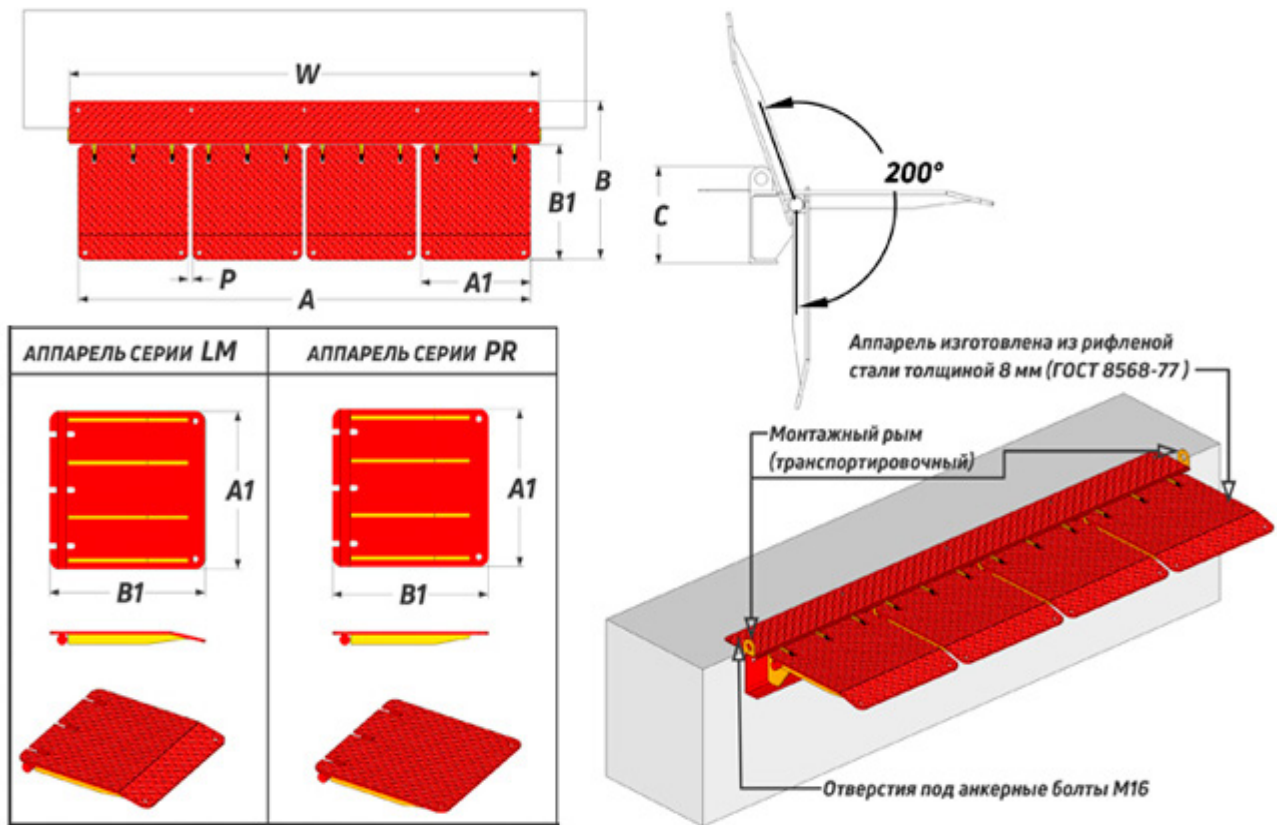 W
B
B1
P
A1
A
200°
C
АППАРЕЛЬ СЕРИИ LM
АППАРЕЛЬ СЕРИИ PR
A1
B1
A1
B1
Аппарель изготовлена из рифленой
стали толщиной 8 мм (ГОСТ 8568-77 )
Монтажный рым
(транспортировочный)
Отверстия под анкерные болты М16